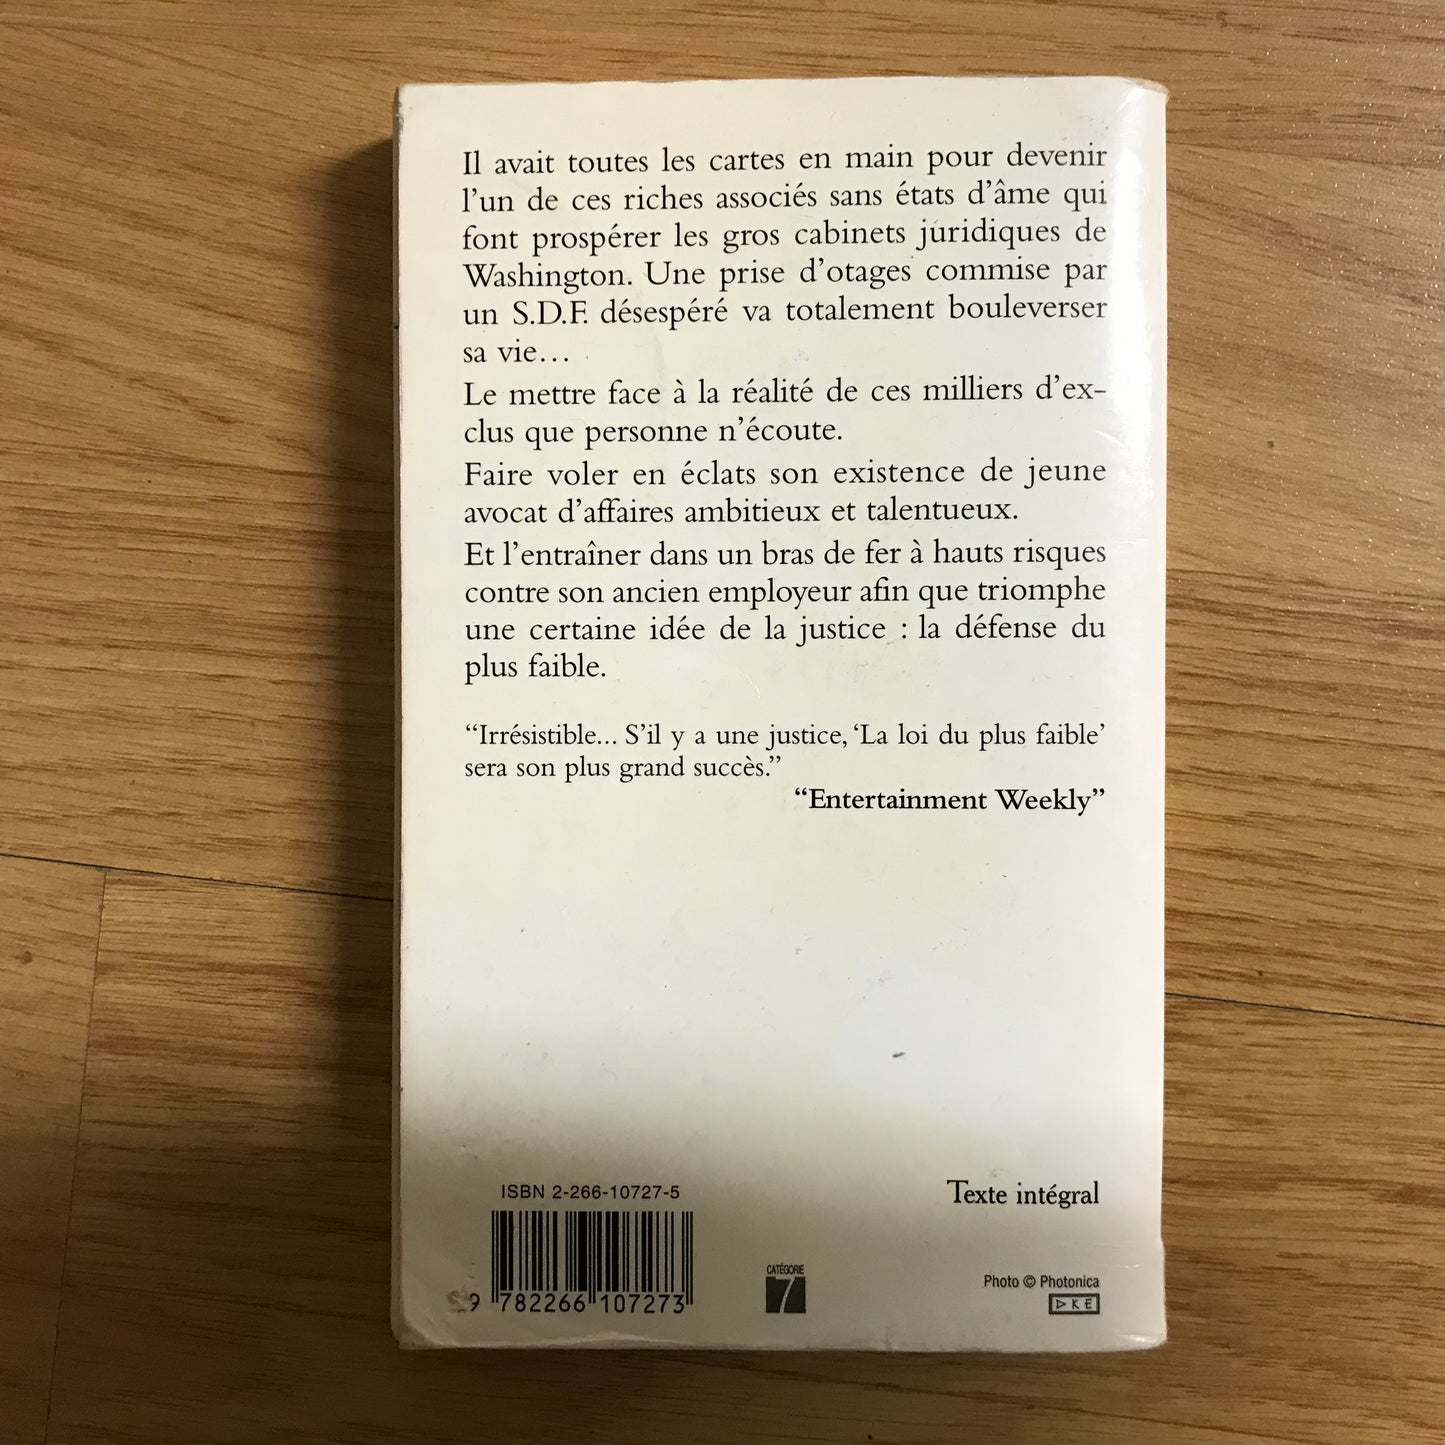 Il avait toutes les cartes en main pour devenir
l'un de ces riches associés sans états d'âme qui
font prospérer les gros cabinets juridiques de
Washington. Une prise d'otages commise par
un S.D.F. désespéré va totalement bouleverser
sa vie...
Le mettre face à la réalité de ces milliers d'ex-
clus que personne n'écoute.
Faire voler en éclats son existence de jeune
avocat d'affaires ambitieux et talentueux.
Et l'entraîner dans un bras de fer à hauts risques
contre son ancien employeur afin que triomphe
une certaine idée de la justice : la défense du
plus faible.
“Irrésistible... S'il y a une justice, ‘La loi du plus faible’
sera son plus grand succès.”
“Entertainment Weekly”
ISBN 2-266-10727-5
9 782266 107273
CATÉGORIE
7
Texte intégral
Photo © Photonica
DKE